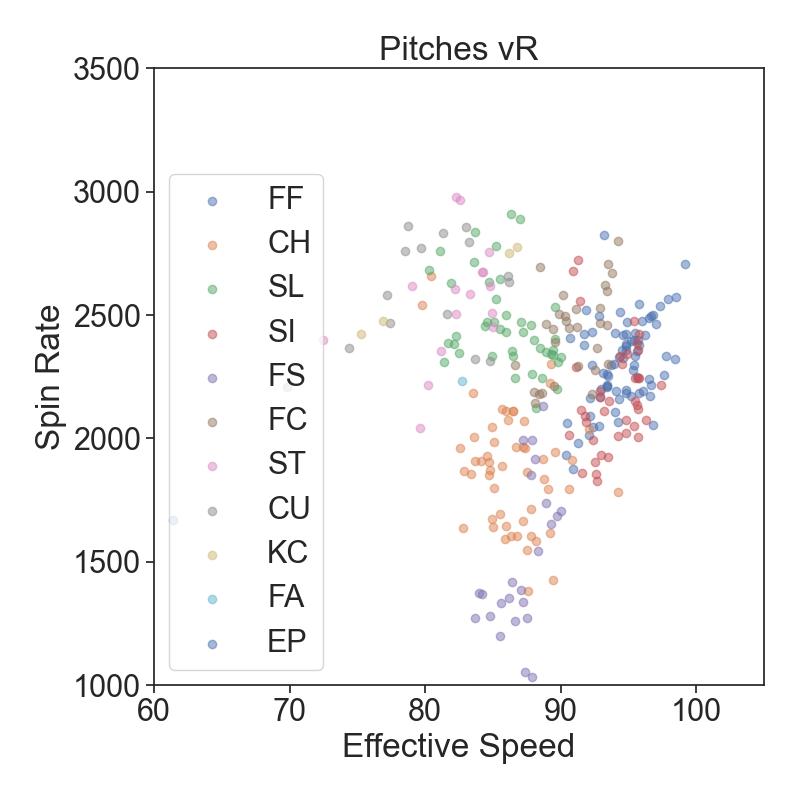 Pitches vR
3500
3000
2500
2000
1500
1000
Spin Rate
FF
CH
SL
SI
FS
FC
ST
CU
KC
FA
EP
60 70 80 90 100
Effective Speed